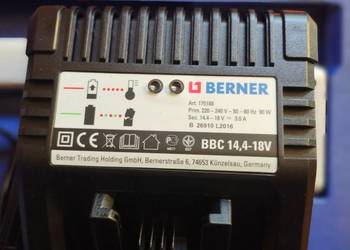 BERNER
Art. 175188
Prim. 220 - 240 V ~ 50 - 60 Hz 90 W
Sec. 14.4 - 18 V ⎓ 3.0 A
B 26910 L2016
CE
BBC 14,4-18V
Berner Trading Holding GmbH, Bernerstraße 6, 74653 Künzelsau, Germany